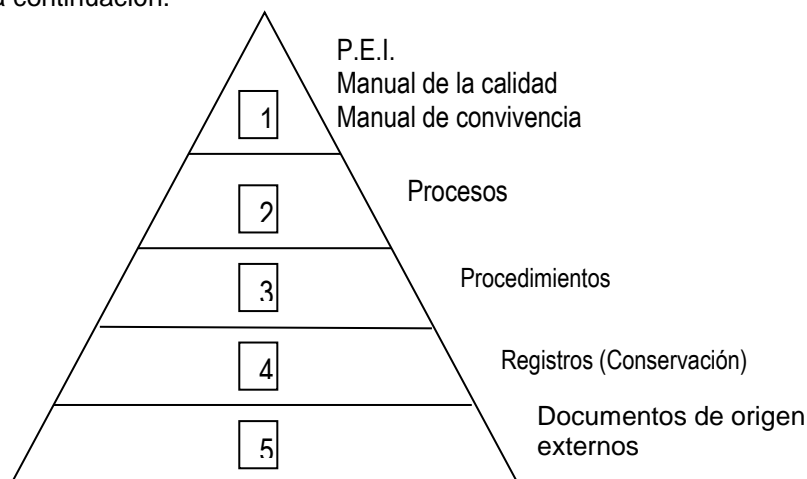 a continuación.
P.E.I.
Manual de la calidad
Manual de convivencia
1
Procesos
2
Procedimientos
3
Registros (Conservación)
4
Documentos de origen
externos
5